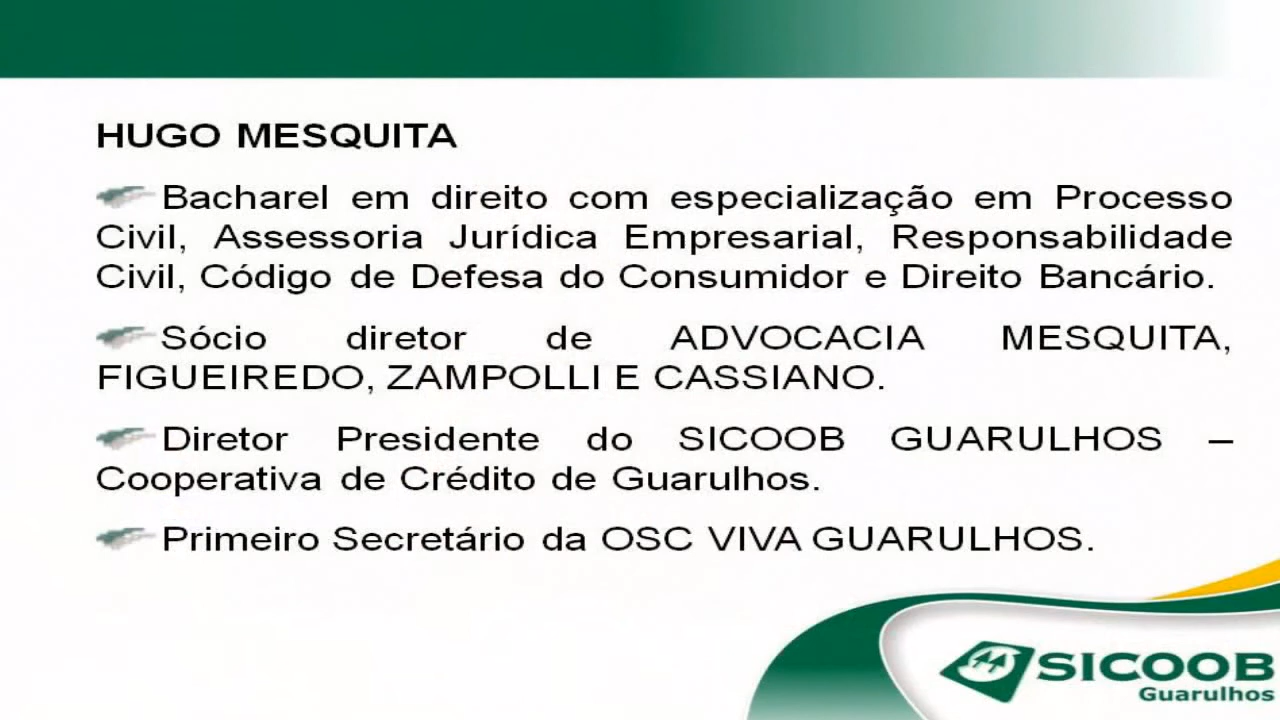 HUGO MESQUITA
Bacharel em direito com especialização em Processo
Civil, Assessoria Jurídica Empresarial, Responsabilidade
Civil, Código de Defesa do Consumidor e Direito Bancário.
Sócio diretor de ADVOCACIA MESQUITA,
FIGUEIREDO, ZAMPOLLI E CASSIANO.
Diretor Presidente do SICOOB GUARULHOS –
Cooperativa de Crédito de Guarulhos.
Primeiro Secretário da OSC VIVA GUARULHOS.
SICOOB
Guarulhos